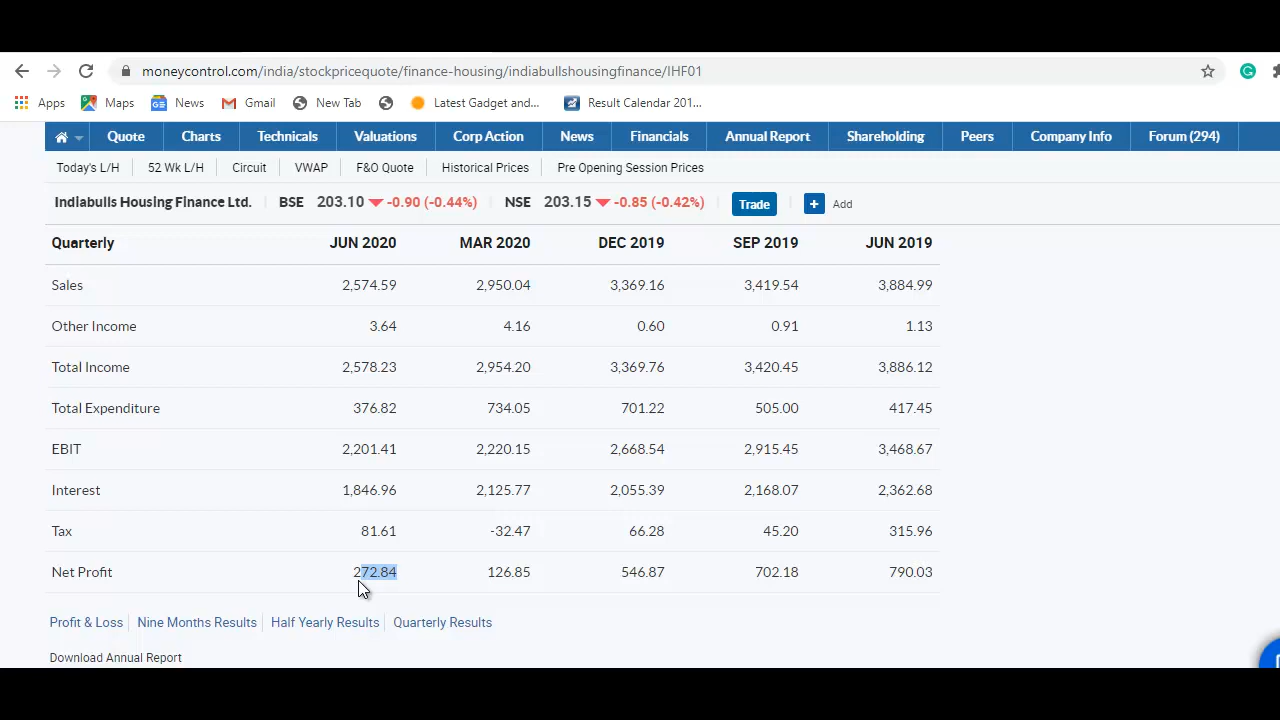 moneycontrol.com/india/stockpricequote/finance-housing/indiabullshousingfinance/IHF01
Apps Maps News Gmail New Tab Latest Gadget and... Result Calendar 201...
Quote Charts Technicals Valuations Corp Action News Financials Annual Report Shareholding Peers Company Info Forum (294)
Today's L/H 52 Wk L/H Circuit VWAP F&O Quote Historical Prices Pre Opening Session Prices
Indiabulls Housing Finance Ltd. BSE 203.10 -0.90 (-0.44%) NSE 203.15 -0.85 (-0.42%) Trade + Add
Quarterly JUN 2020 MAR 2020 DEC 2019 SEP 2019 JUN 2019
Sales 2,574.59 2,950.04 3,369.16 3,419.54 3,884.99
Other Income 3.64 4.16 0.60 0.91 1.13
Total Income 2,578.23 2,954.20 3,369.76 3,420.45 3,886.12
Total Expenditure 376.82 734.05 701.22 505.00 417.45
EBIT 2,201.41 2,220.15 2,668.54 2,915.45 3,468.67
Interest 1,846.96 2,125.77 2,055.39 2,168.07 2,362.68
Tax 81.61 -32.47 66.28 45.20 315.96
Net Profit 272.84 126.85 546.87 702.18 790.03
Profit & Loss Nine Months Results Half Yearly Results Quarterly Results
Download Annual Report